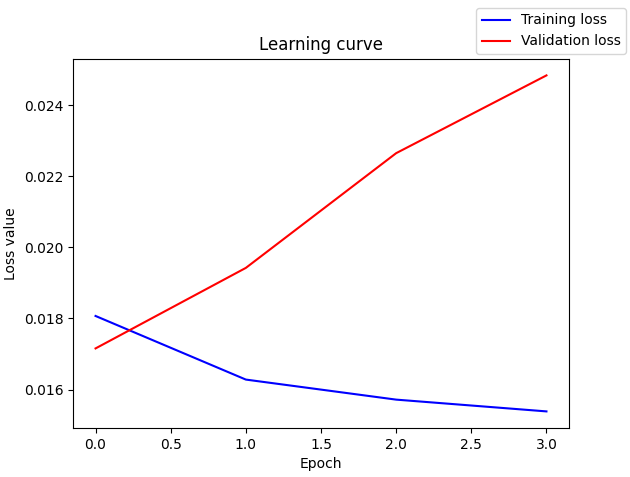 Training loss
Validation loss
Learning curve
Loss value
0.024
0.022
0.020
0.018
0.016
0.0 0.5 1.0 1.5 2.0 2.5 3.0
Epoch